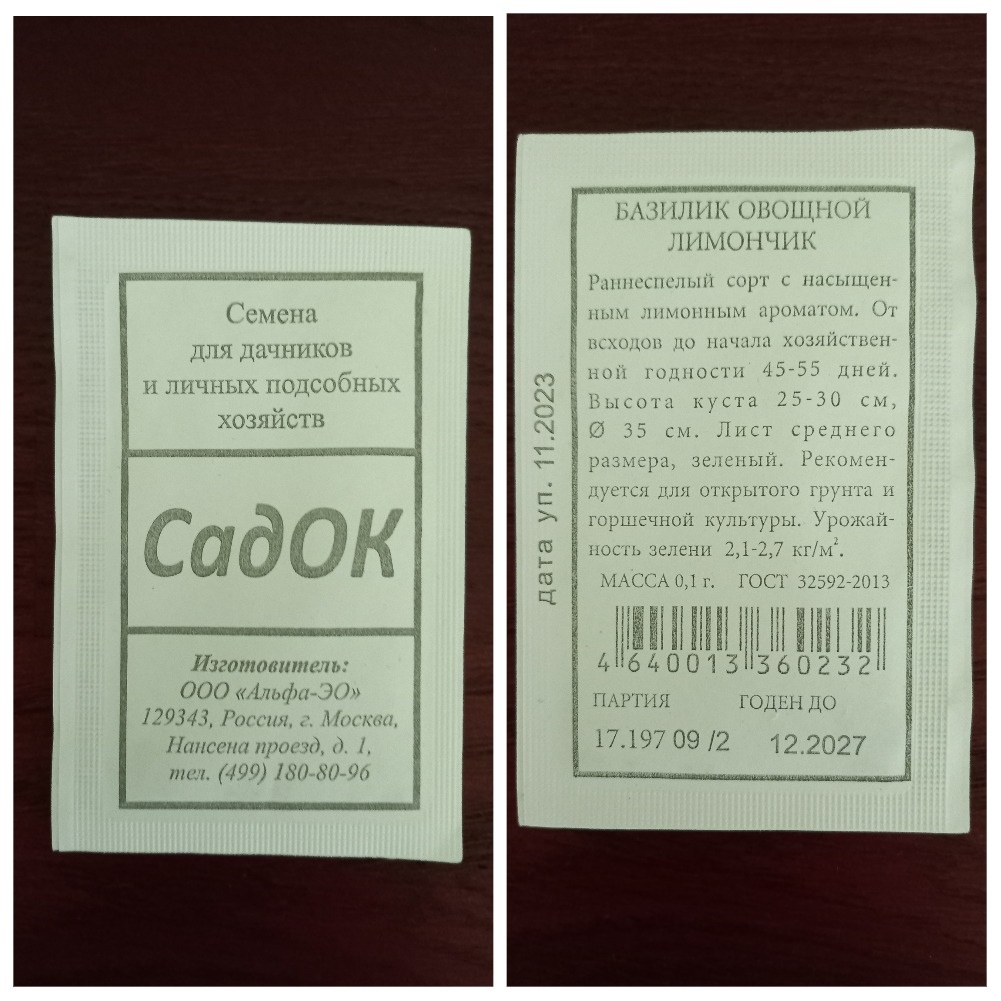 Семена
для дачников
и личных подсобных
хозяйств
СадОК
Изготовитель:
ООО «Альфа-ЭО»
129343, Россия, г. Москва,
Нансена проезд, д. 1,
тел. (499) 180-80-96
БАЗИЛИК ОВОЩНОЙ
ЛИМОНЧИК
Раннеспелый сорт с насыщен-
ным лимонным ароматом. От
всходов до начала хозяйствен-
ной годности 45-55 дней.
Высота куста 25-30 см,
Ø 35 см. Лист среднего
размера, зеленый. Рекомен-
дуется для открытого грунта и
горшечной культуры. Урожай-
ность зелени 2,1-2,7 кг/м².
МАССА 0,1 г. ГОСТ 32592-2013
4 640013 360232
ПАРТИЯ ГОДЕН ДО
17.197 09 /2 12.2027
дата уп. 11.2023